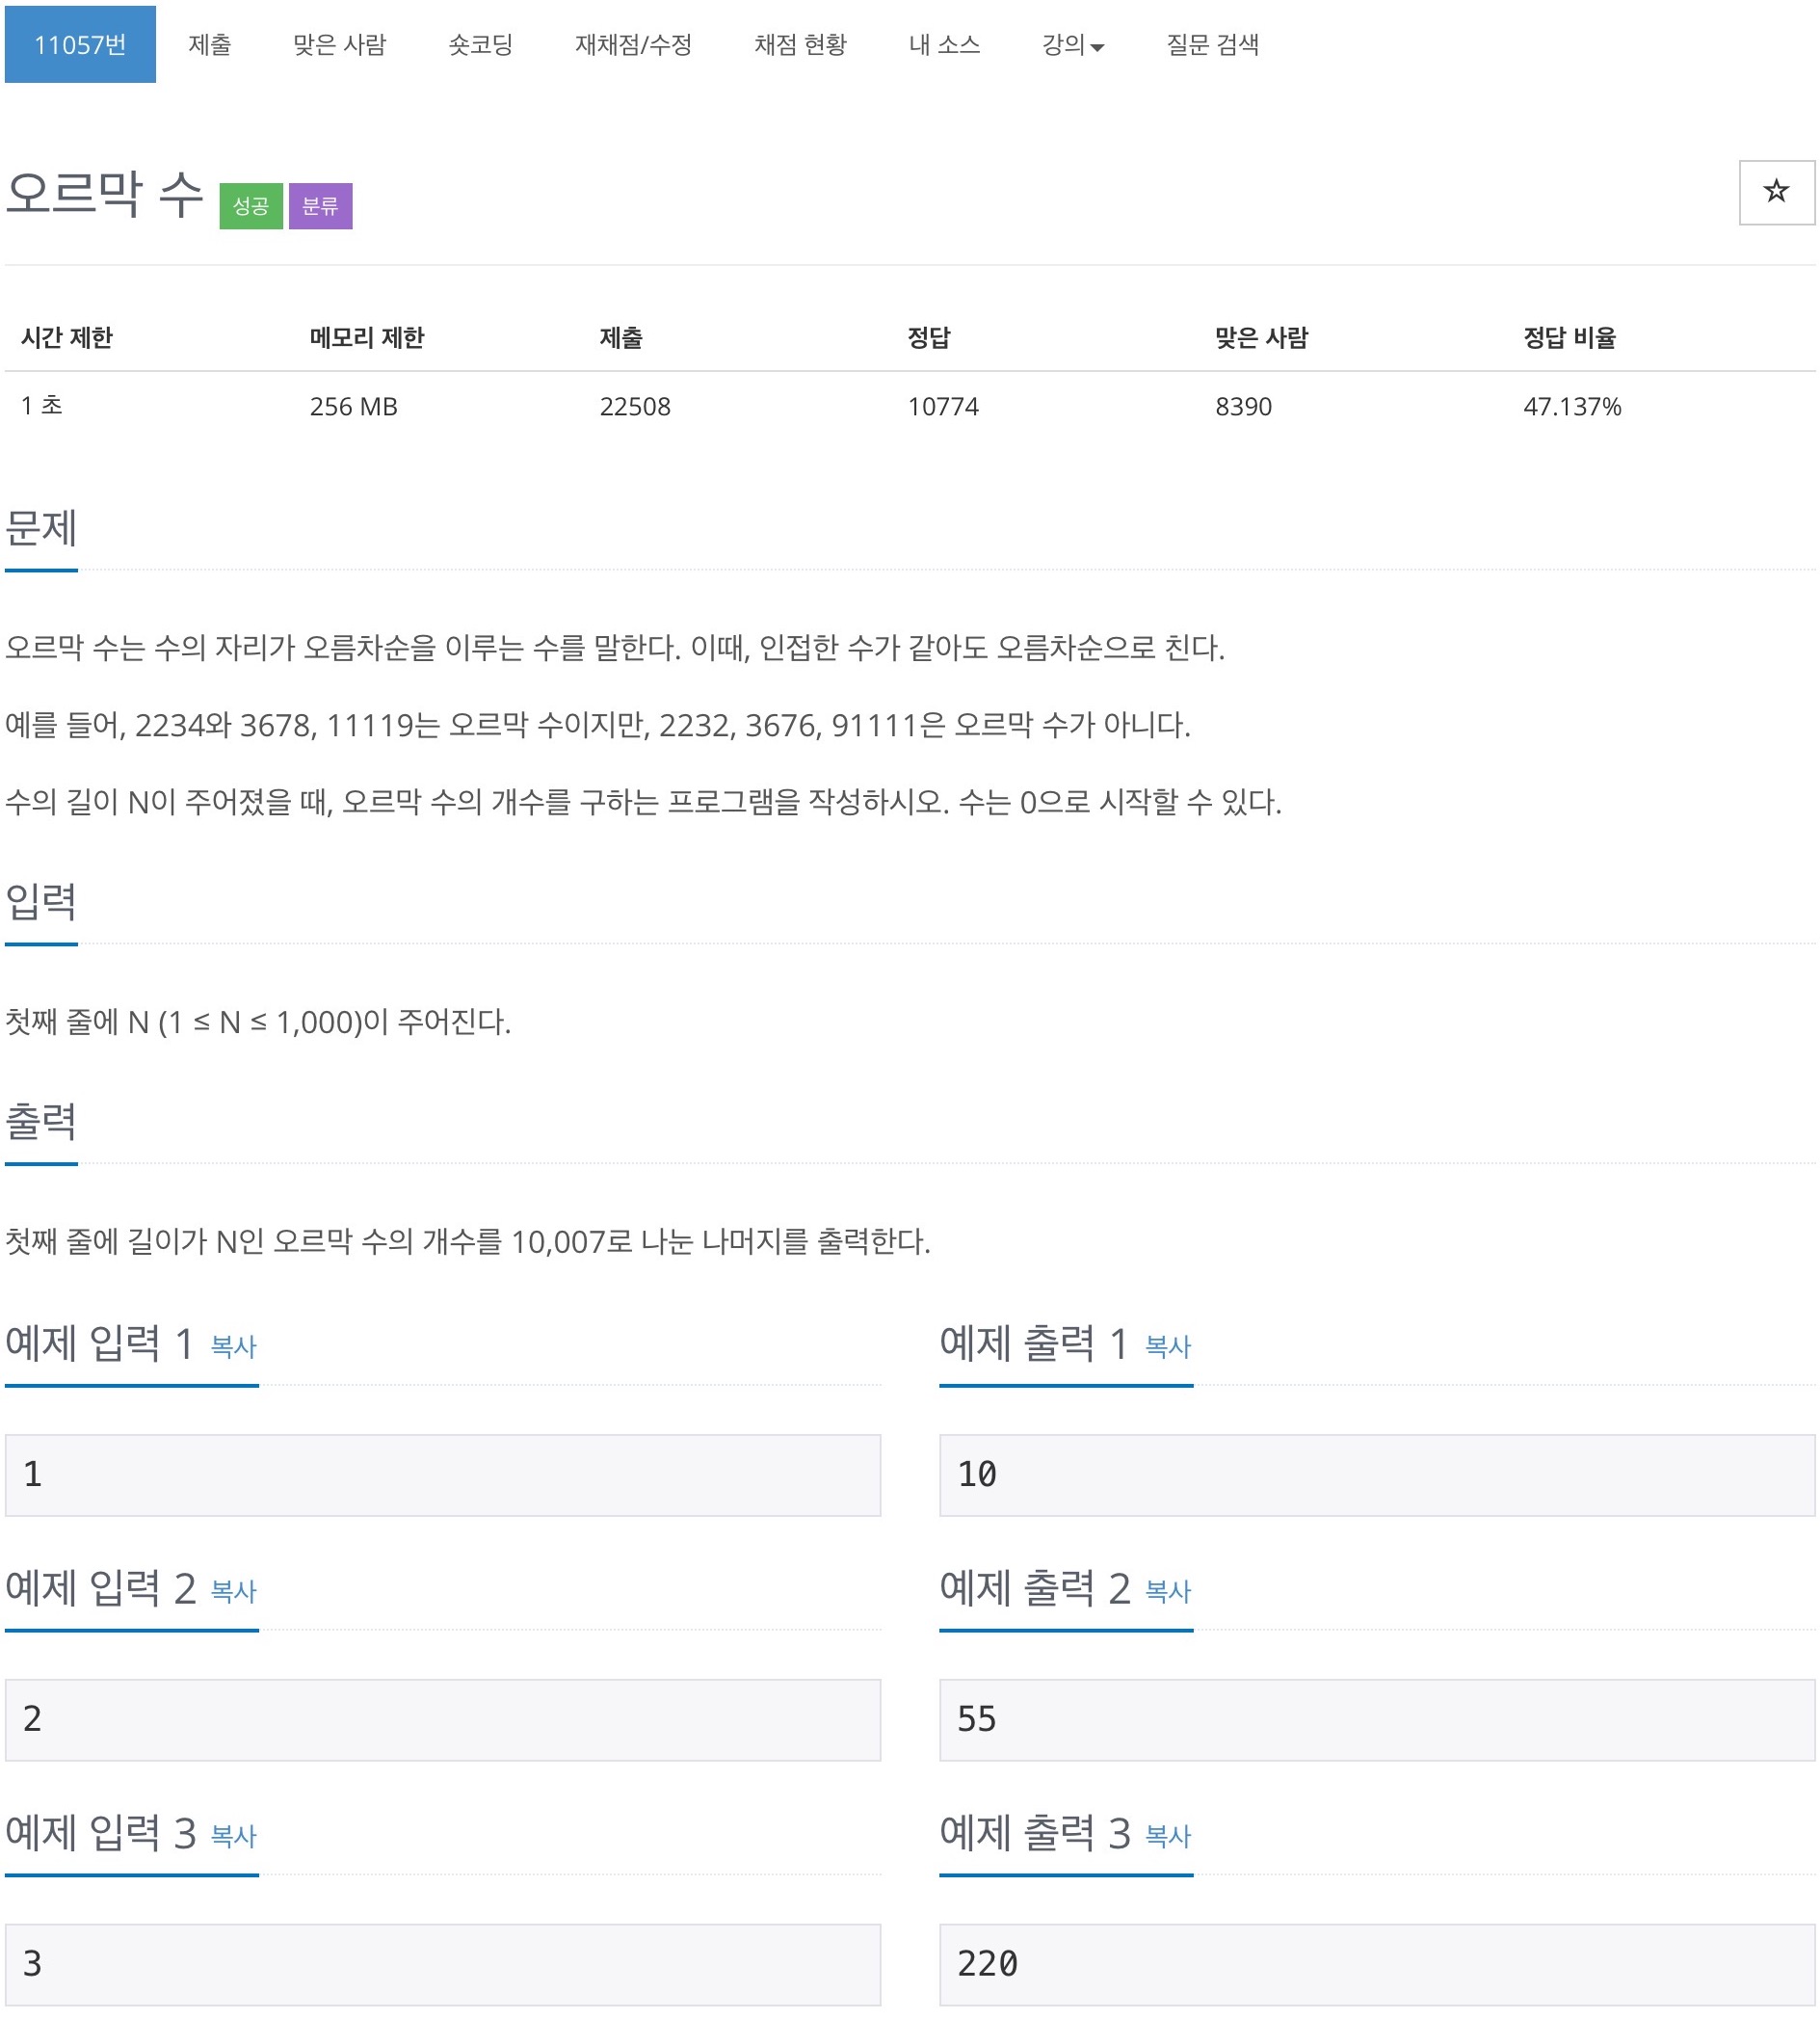 11057번 제출 맞은 사람 숏코딩 재채점/수정 채점 현황 내 소스 강의 질문 검색
오르막 수 성공 분류
시간 제한 메모리 제한 제출 정답 맞은 사람 정답 비율
1 초 256 MB 22508 10774 8390 47.137%
문제
오르막 수는 수의 자리가 오름차순을 이루는 수를 말한다. 이때, 인접한 수가 같아도 오름차순으로 친다.
예를 들어, 2234와 3678, 11119는 오르막 수이지만, 2232, 3676, 91111은 오르막 수가 아니다.
수의 길이 N이 주어졌을 때, 오르막 수의 개수를 구하는 프로그램을 작성하시오. 수는 0으로 시작할 수 있다.
입력
첫째 줄에 N (1 ≤ N ≤ 1,000)이 주어진다.
출력
첫째 줄에 길이가 N인 오르막 수의 개수를 10,007로 나눈 나머지를 출력한다.
예제 입력 1 복사 예제 출력 1 복사
1 10
예제 입력 2 복사 예제 출력 2 복사
2 55
예제 입력 3 복사 예제 출력 3 복사
3 220